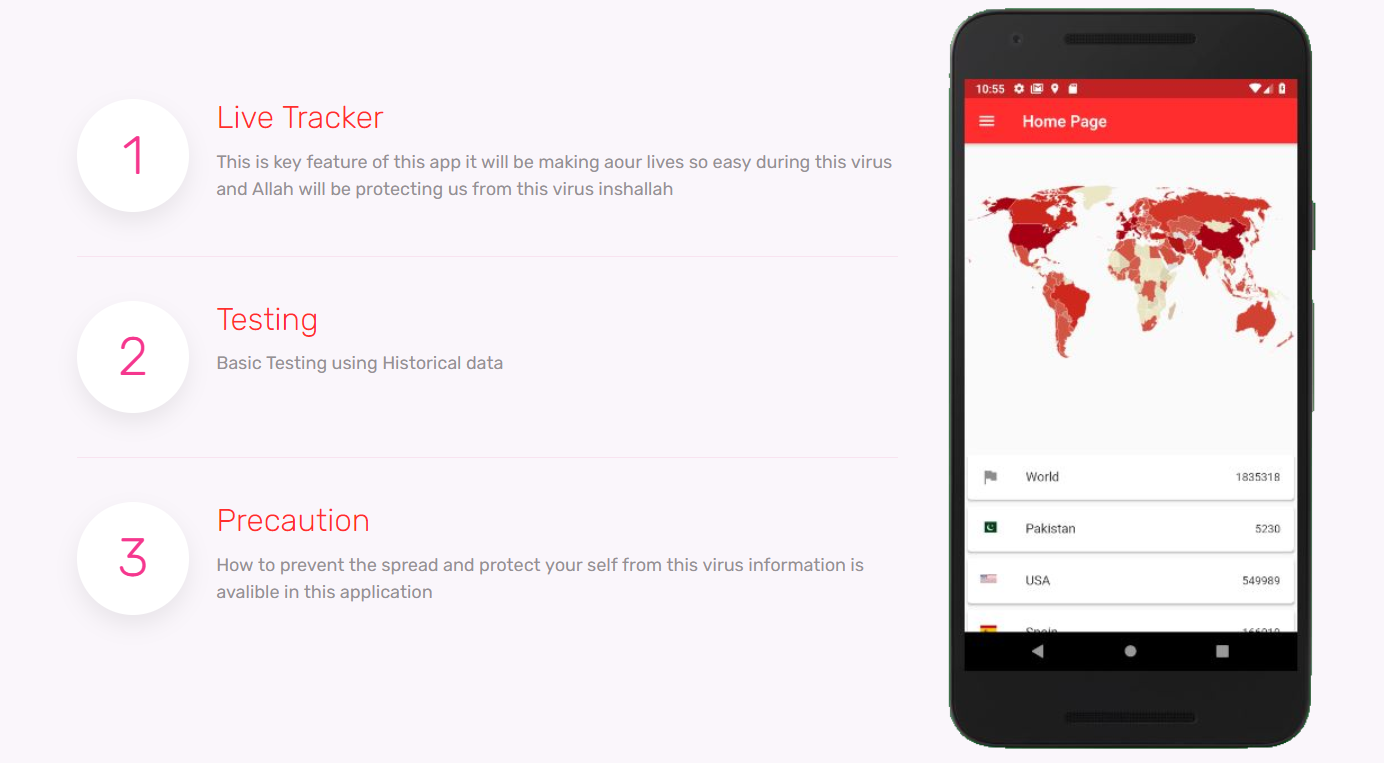 1
Live Tracker
This is key feature of this app it will be making aour lives so easy during this virus
and Allah will be protecting us from this virus inshallah
2
Testing
Basic Testing using Historical data
3
Precaution
How to prevent the spread and protect your self from this virus information is
avalible in this application
10:55
Home Page
World 1835318
Pakistan 5230
USA 549989
Spain